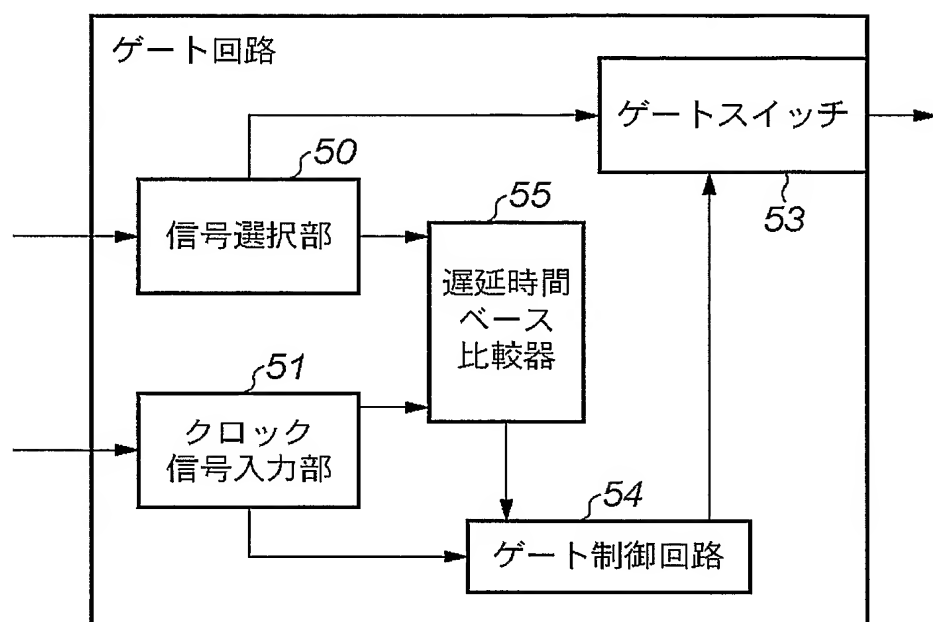 ゲート回路
ゲートスイッチ
53
50
信号選択部
55
遅延時間
ベース
比較器
51
クロック
信号入力部
54
ゲート制御回路